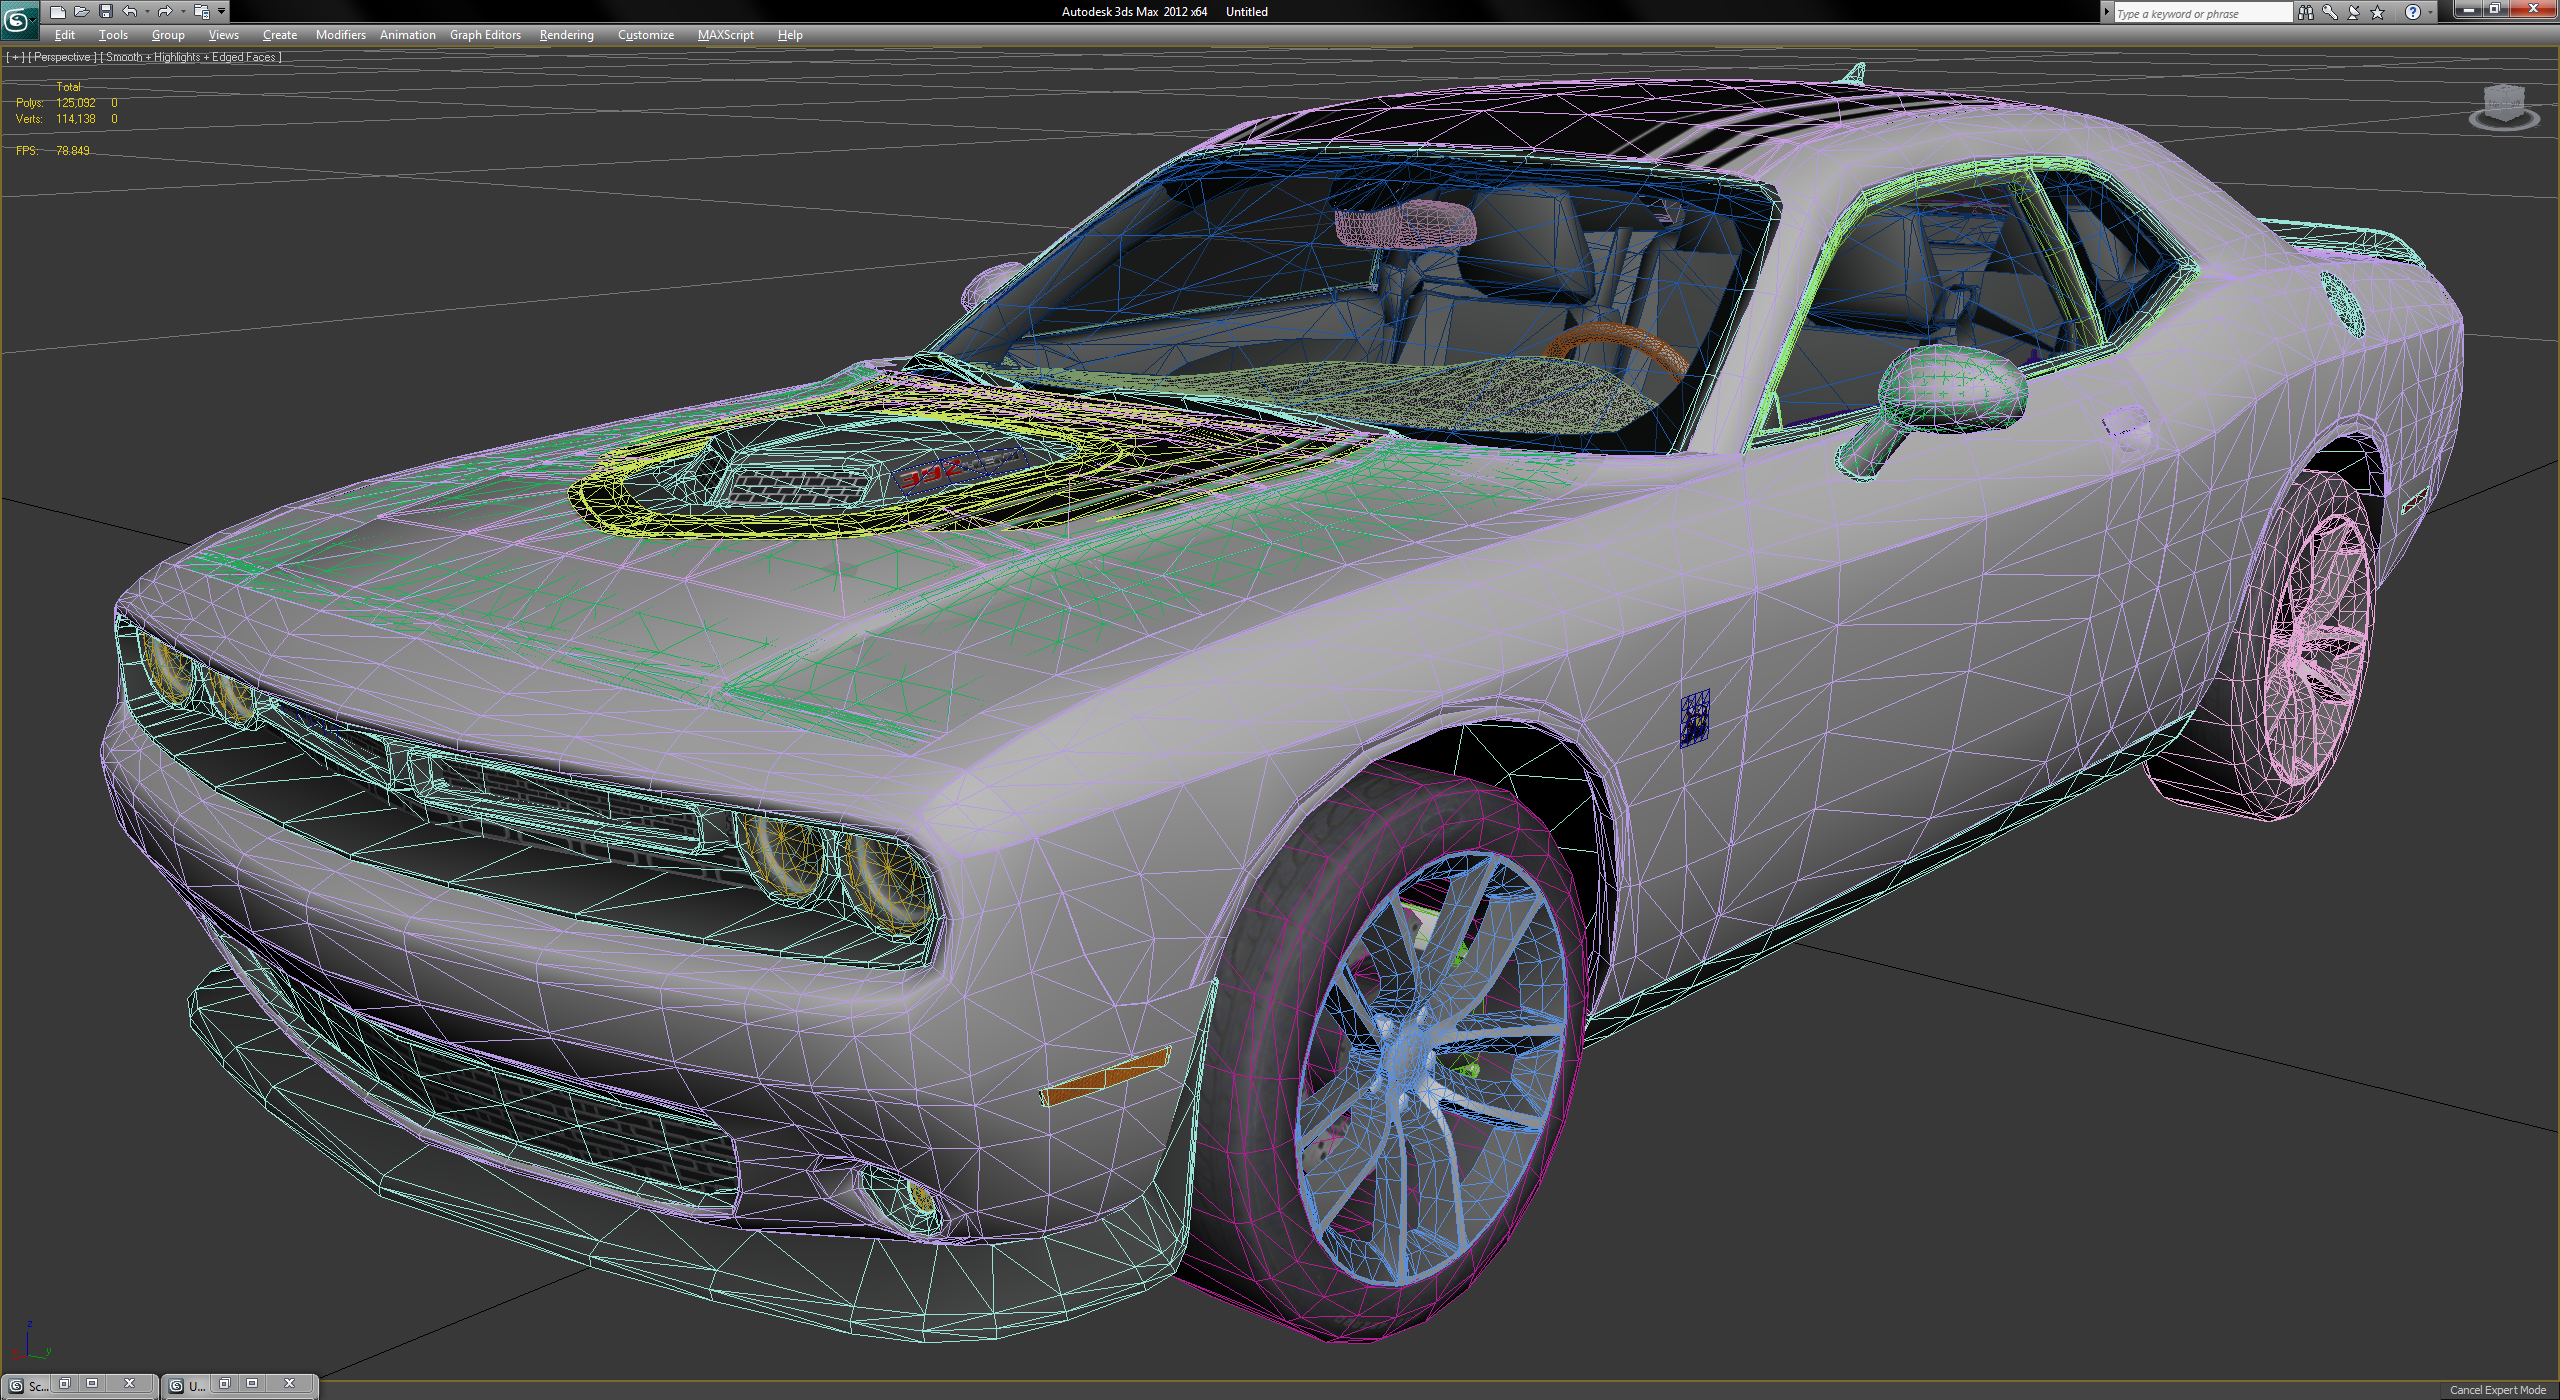 Autodesk 3ds Max 2012 x64 Untitled
Type a keyword or phrase
Edit Tools Group Views Create Modifiers Animation Graph Editors Rendering Customize MAXScript Help
[ + ] [ Perspective ] [ Smooth + Highlights + Edged Faces ]
Total
Polys: 125,092 0
Verts: 114,138 0
FPS: 78.849
392
z
y
Sc...
U...
Cancel Expert Mode